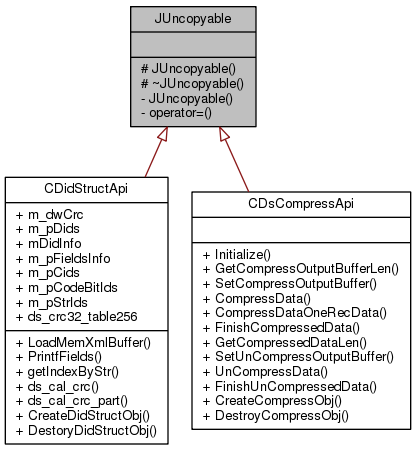 JUncopyable
# JUncopyable()
# ~JUncopyable()
- JUncopyable()
- operator=()
CDidStructApi
+ m_dwCrc
+ m_pDids
+ mDidInfo
+ m_pFieldsInfo
+ m_pCids
+ m_pCodeBitIds
+ m_pStrIds
+ ds_crc32_table256
+ LoadMemXmlBuffer()
+ PrintfFields()
+ getIndexByStr()
+ ds_cal_crc()
+ ds_cal_crc_part()
+ CreateDidStructObj()
+ DestoryDidStructObj()
CDsCompressApi
+ Initialize()
+ GetCompressOutputBufferLen()
+ SetCompressOutputBuffer()
+ CompressData()
+ CompressDataOneRecData()
+ FinishCompressedData()
+ GetCompressedDataLen()
+ SetUnCompressOutputBuffer()
+ UnCompressData()
+ FinishUnCompressedData()
+ CreateCompressObj()
+ DestroyCompressObj()